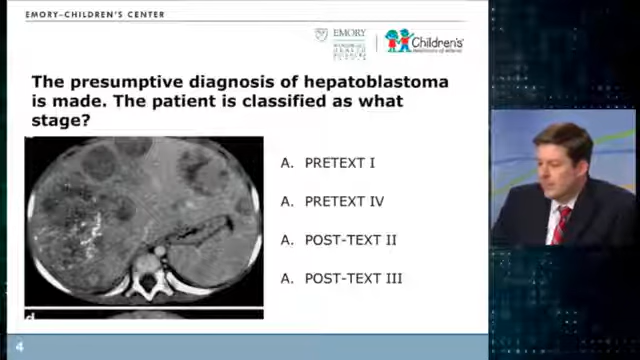 EMORY–CHILDREN'S CENTER
EMORY
Children's
The presumptive diagnosis of hepatoblastoma
is made. The patient is classified as what
stage?
A. PRETEXT I
A. PRETEXT IV
A. POST-TEXT II
A. POST-TEXT III
d
4